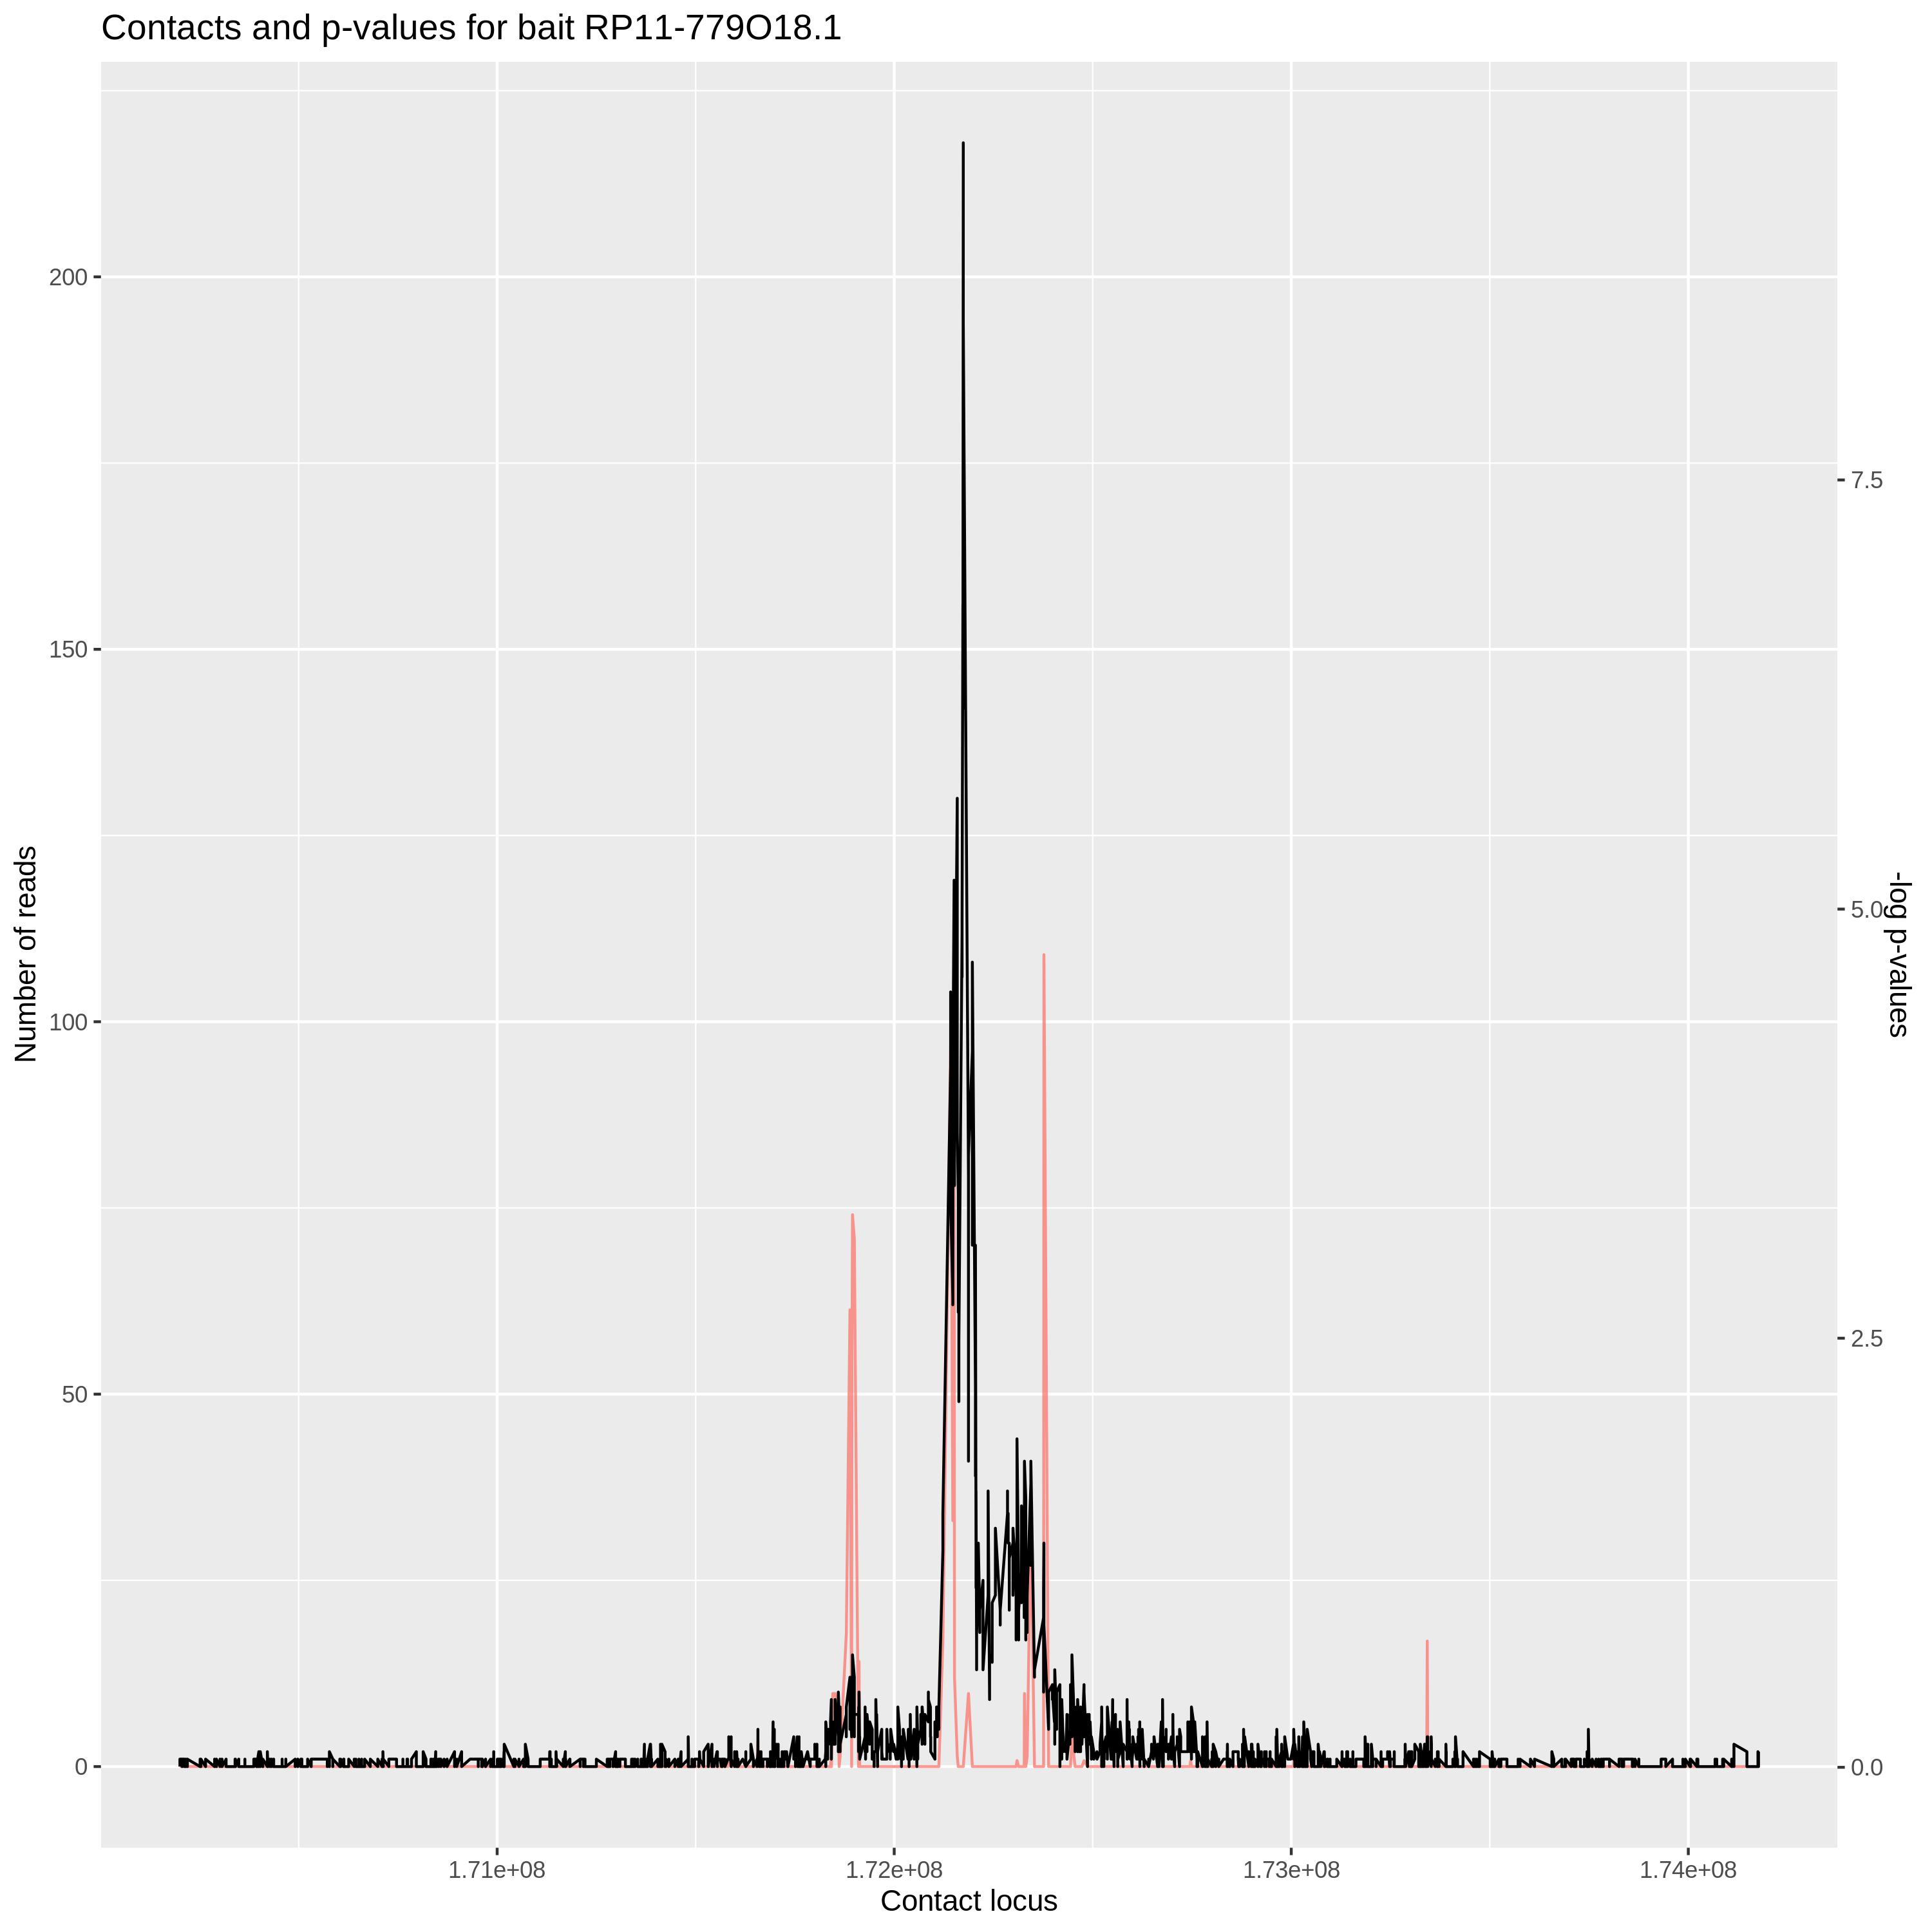 Contacts and p-values for bait RP11-779O18.1
200
150
100
50
0
Number of reads
7.5
5.0
2.5
0.0
-log p-values
1.71e+08
1.72e+08
1.73e+08
1.74e+08
Contact locus